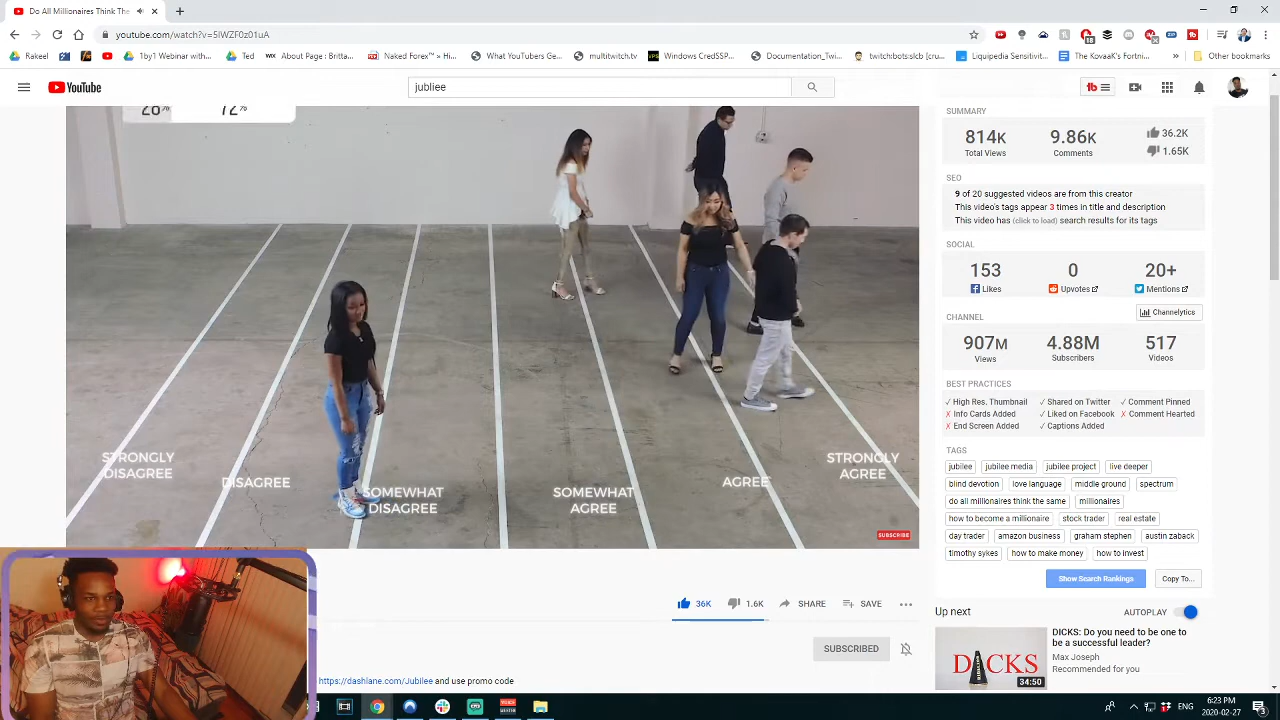 Do All Millionaires Think The
youtube.com/watch?v=5IWZF0z01uA
Rakeel
1by1 Webinar with...
Ted
WIX
About Page : Britta...
Naked Forex™ – H...
What Games YouT...
multitwitch.tv
Windows CredSSP...
Documentation_Twi...
twitchbots:slcb [cru...
Liquipedia Sensitivi...
Experiment with...
Other bookmarks
YouTube
jubliee
28%
72%
STRONGLY DISAGREE
DISAGREE
SOMEWHAT DISAGREE
SOMEWHAT AGREE
AGREE
STRONGLY AGREE
SUBSCRIBE
36K
1.6K
SHARE
SAVE
SUBSCRIBED
https://dashlane.com/Jubilee and use promo code
SUMMARY
814K 9.86K 36.2K
Total Views Comments 1.65K
SEO
9 of 20 suggested videos are from this creator
This video's tags appear 3 times in title and description
This video has (click to load) search results for its tags
SOCIAL
153 0 20+
Likes Upvotes Mentions
CHANNEL Channelytics
907M 4.88M 517
Views Subscribers Videos
BEST PRACTICES
✓ High Res. Thumbnail ✓ Shared on Twitter ✓ Comment Pinned
✗ Info Cards Added ✓ Liked on Facebook ✗ Comment Hearted
✗ End Screen Added ✓ Captions Added
TAGS
jubilee jubilee media jubilee project live deeper
blind devotion love language middle ground spectrum
do all millionaires think the same millionaires
how to become a millionaire stock trader real estate
day trader amazon business graham stephen austin zaback
timothy sykes how to make money how to invest
Show Search Rankings Copy To...
Up next AUTOPLAY
DICKS: Do you need to be one to
be a successful leader?
Max Joseph
Recommended for you
34:50
ENG
6:23 PM
2020-02-27